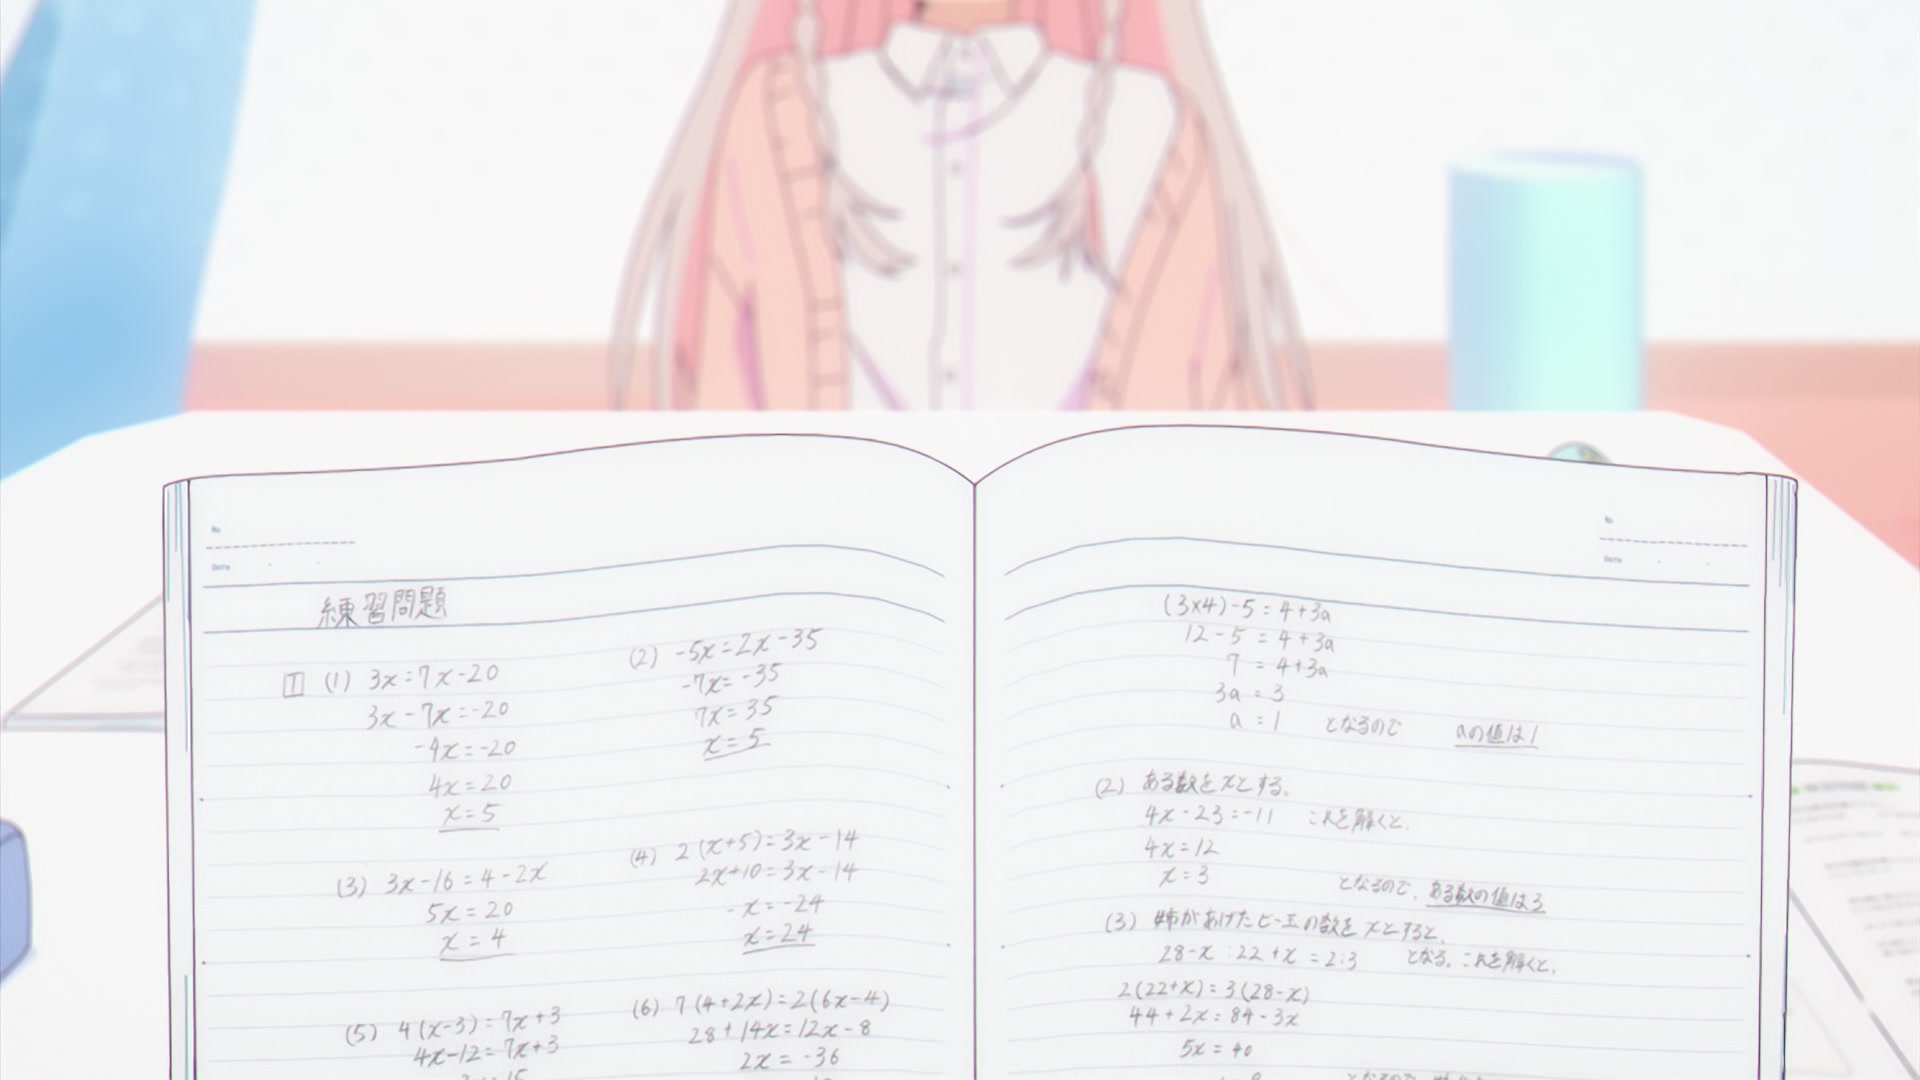 No
Date
練習問題
1 (1) 3x=7x-20
3x-7x=-20
-4x=-20
4x=20
x=5
(2) -5x=2x-35
-7x=-35
7x=35
x=5
(3) 3x-16=4-2x
5x=20
x=4
(4) 2(x+5)=3x-14
2x+10=3x-14
-x=-24
x=24
(5) 4(x-3)=7x+3
4x-12=7x+3
(6) 7(4+2x)=2(6x-4)
28+14x=12x-8
2x=-36
No
Date
(3×4)-5=4+3a
12-5=4+3a
7=4+3a
3a=3
a=1 となるので aの値は1
(2) ある数をxとする。
4x-23=-11 これを解くと、
4x=12
x=3 となるので、ある数の値は3
(3) 姉があげたビー玉の数をxとすると、
28-x:22+x=2:3 となる。これを解くと、
2(22+x)=3(28-x)
44+2x=84-3x
5x=40